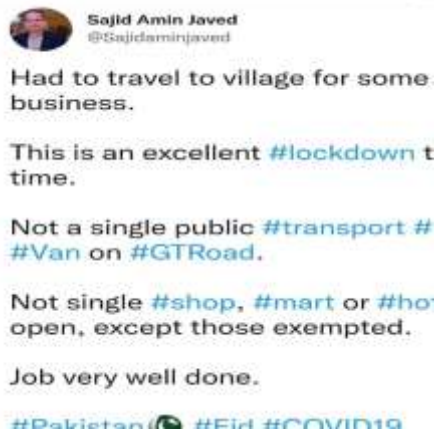 Sajid Amin Javed
@Sajidaminjaved
Had to travel to village for some
business.
This is an excellent #lockdown t
time.
Not a single public #transport #
#Van on #GTRoad.
Not single #shop, #mart or #ho
open, except those exempted.
Job very well done.
#Pakistan #Eid #COVID19